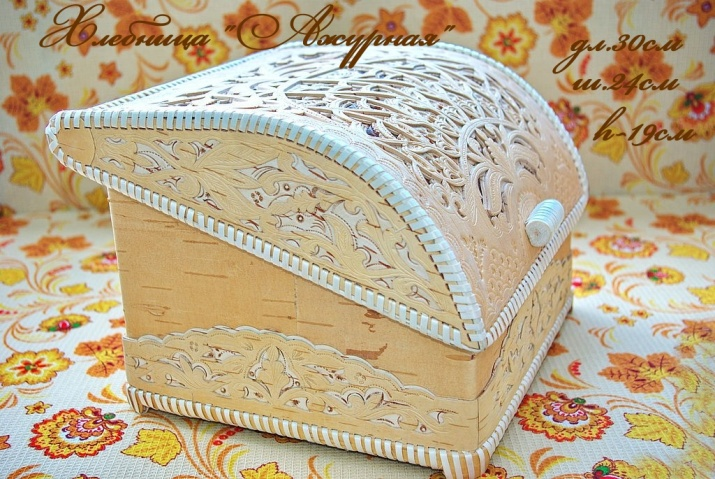 Хлебница "Ажурная"
дл.30см
ш.24см
h-19см